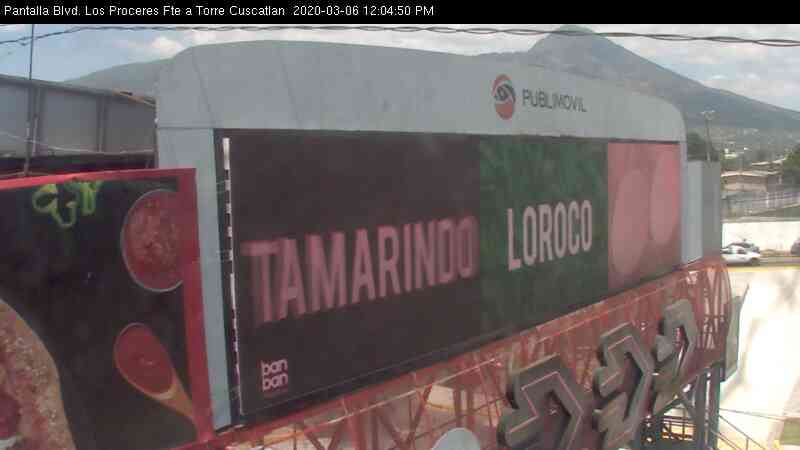 Pantalla Blvd. Los Proceres Fte a Torre Cuscatlan 2020-03-06 12:04:50 PM
PUBLIMOVIL
TAMARINDO
LOROCO
ban
ban